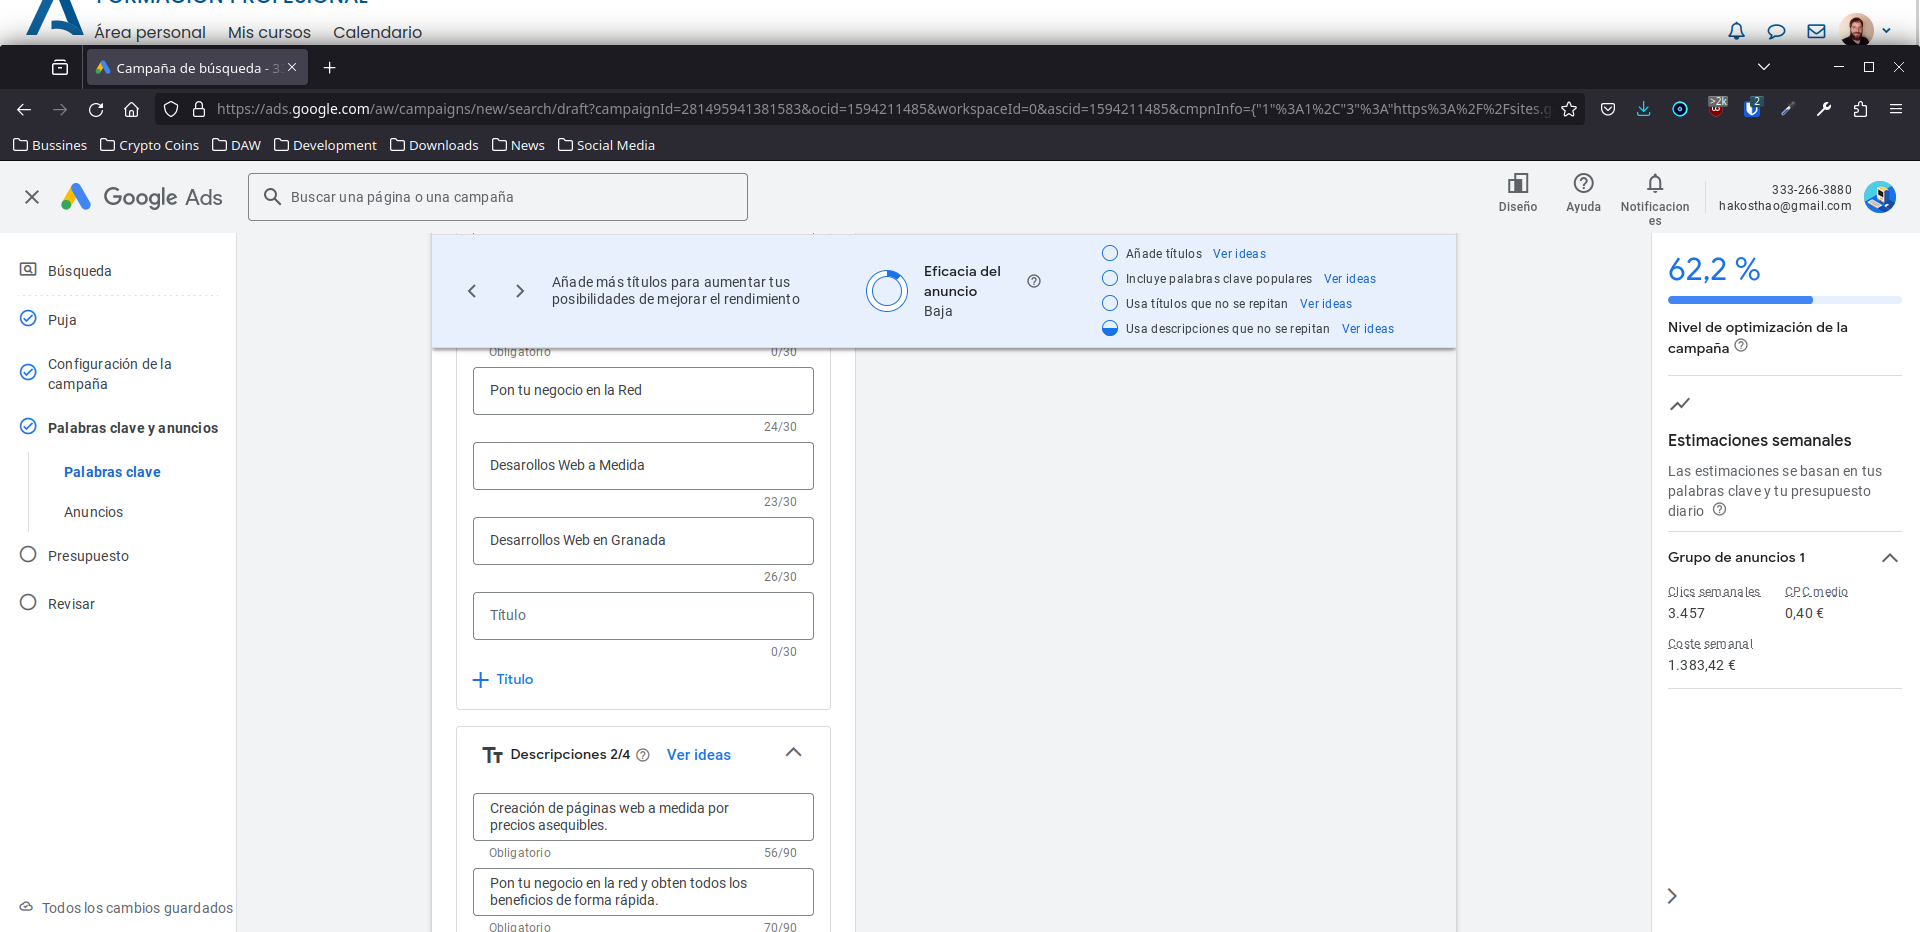 FORMACIÓN PROFESIONAL
Área personal Mis cursos Calendario
Campaña de búsqueda - 3
https://ads.google.com/aw/campaigns/new/search/draft?campaignId=281495941381583&ocid=1594211485&workspaceId=0&ascid=1594211485&cmpnInfo={"1"%3A1%2C"3"%3A"https%3A%2F%2Fsites.g
>2k
2
Bussines Crypto Coins DAW Development Downloads News Social Media
Google Ads
Buscar una página o una campaña
Diseño
Ayuda
Notificacion
es
333-266-3880
hakosthao@gmail.com
Búsqueda
Puja
Configuración de la
campaña
Palabras clave y anuncios
Palabras clave
Anuncios
Presupuesto
Revisar
Todos los cambios guardados
Añade más títulos para aumentar tus
posibilidades de mejorar el rendimiento
Eficacia del
anuncio
Baja
Añade títulos Ver ideas
Incluye palabras clave populares Ver ideas
Usa títulos que no se repitan Ver ideas
Usa descripciones que no se repitan Ver ideas
Obligatorio 0/30
Pon tu negocio en la Red
24/30
Desarollos Web a Medida
23/30
Desarrollos Web en Granada
26/30
Título
0/30
Título
Descripciones 2/4 Ver ideas
Creación de páginas web a medida por
precios asequibles.
Obligatorio 56/90
Pon tu negocio en la red y obten todos los
beneficios de forma rápida.
Obligatorio 70/90
62,2 %
Nivel de optimización de la
campaña
Estimaciones semanales
Las estimaciones se basan en tus
palabras clave y tu presupuesto
diario
Grupo de anuncios 1
Clics semanales CPC medio
3.457 0,40 €
Coste semanal
1.383,42 €